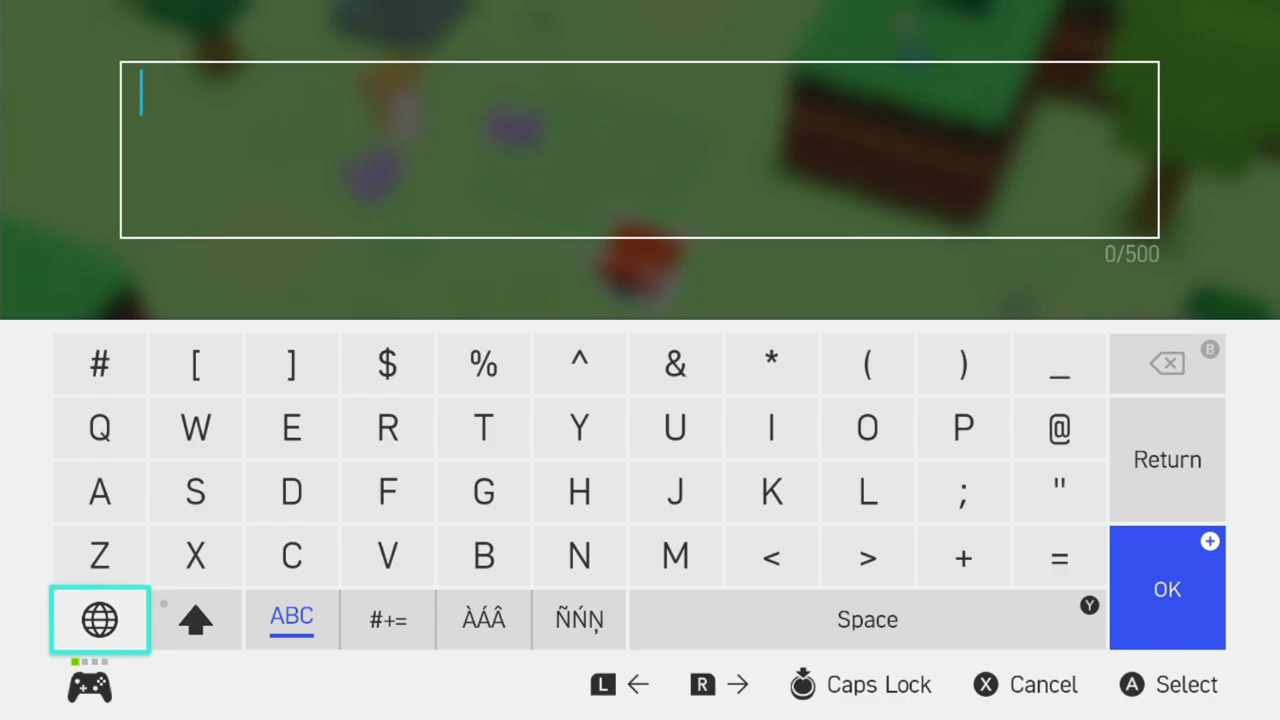 0/500
# [ ] $ % ^ & * ( ) _ B
Q W E R T Y U I O P @
Return
A S D F G H J K L ; "
Z X C V B N M < > + =
OK
ABC #+= ÀÁÂ ÑŃŅ Space Y
L ← R → Caps Lock X Cancel A Select